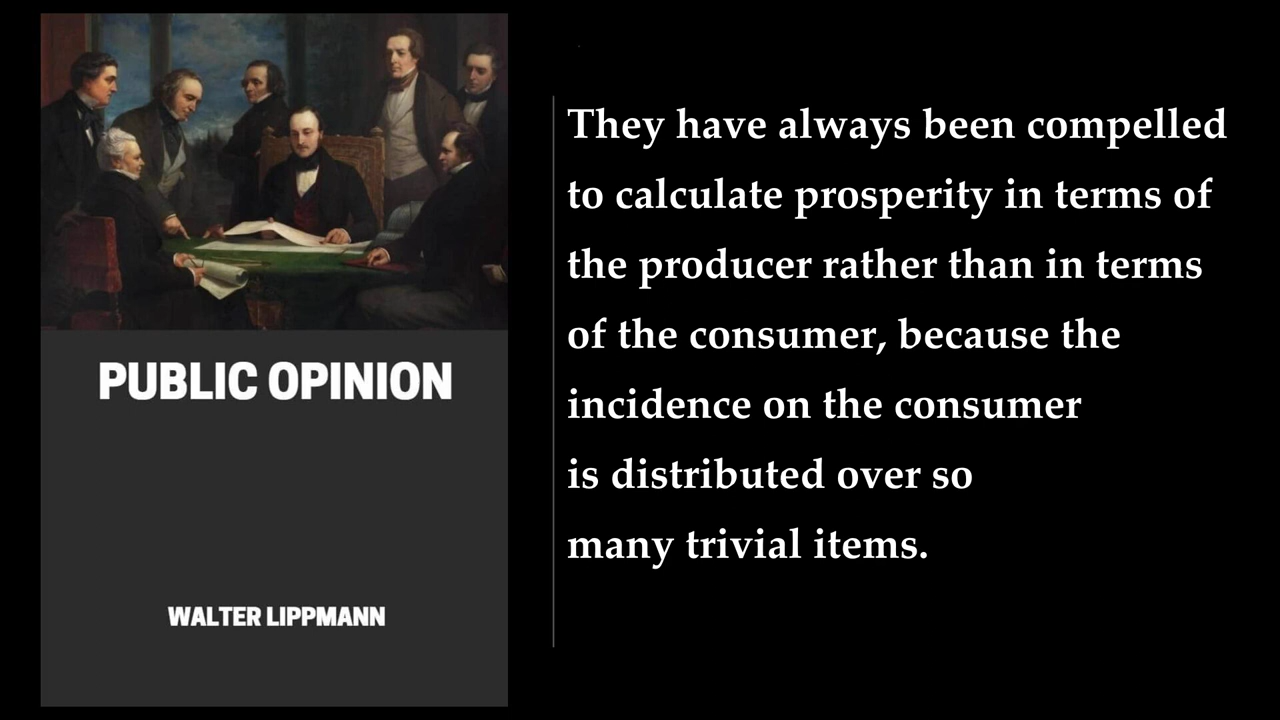 PUBLIC OPINION
WALTER LIPPMANN
They have always been compelled
to calculate prosperity in terms of
the producer rather than in terms
of the consumer, because the
incidence on the consumer
is distributed over so
many trivial items.